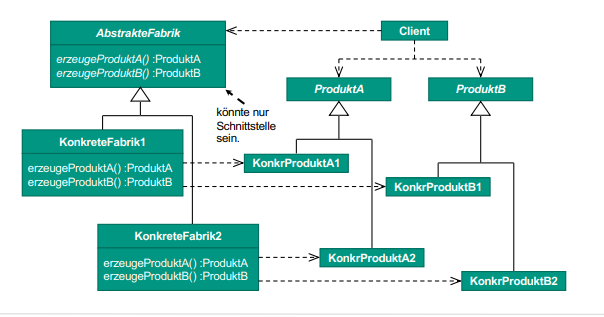 AbstrakteFabrik
erzeugeProduktA() :ProduktA
erzeugeProduktB() :ProduktB
Client
ProduktA
ProduktB
könnte nur
Schnittstelle
sein.
KonkreteFabrik1
erzeugeProduktA() :ProduktA
erzeugeProduktB() :ProduktB
KonkrProduktA1
KonkrProduktB1
KonkreteFabrik2
erzeugeProduktA() :ProduktA
erzeugeProduktB() :ProduktB
KonkrProduktA2
KonkrProduktB2